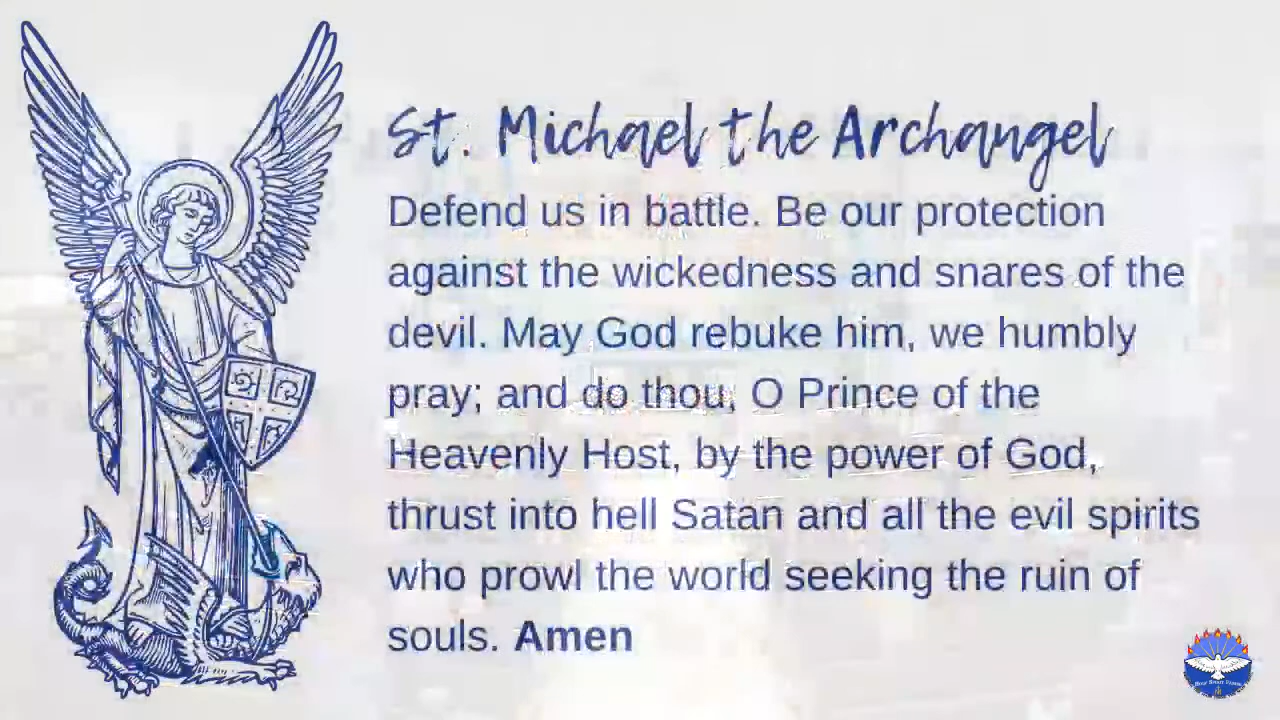 St. Michael the Archangel
Defend us in battle. Be our protection
against the wickedness and snares of the
devil. May God rebuke him, we humbly
pray; and do thou, O Prince of the
Heavenly Host, by the power of God,
thrust into hell Satan and all the evil spirits
who prowl the world seeking the ruin of
souls. Amen
Holy Spirit Parish